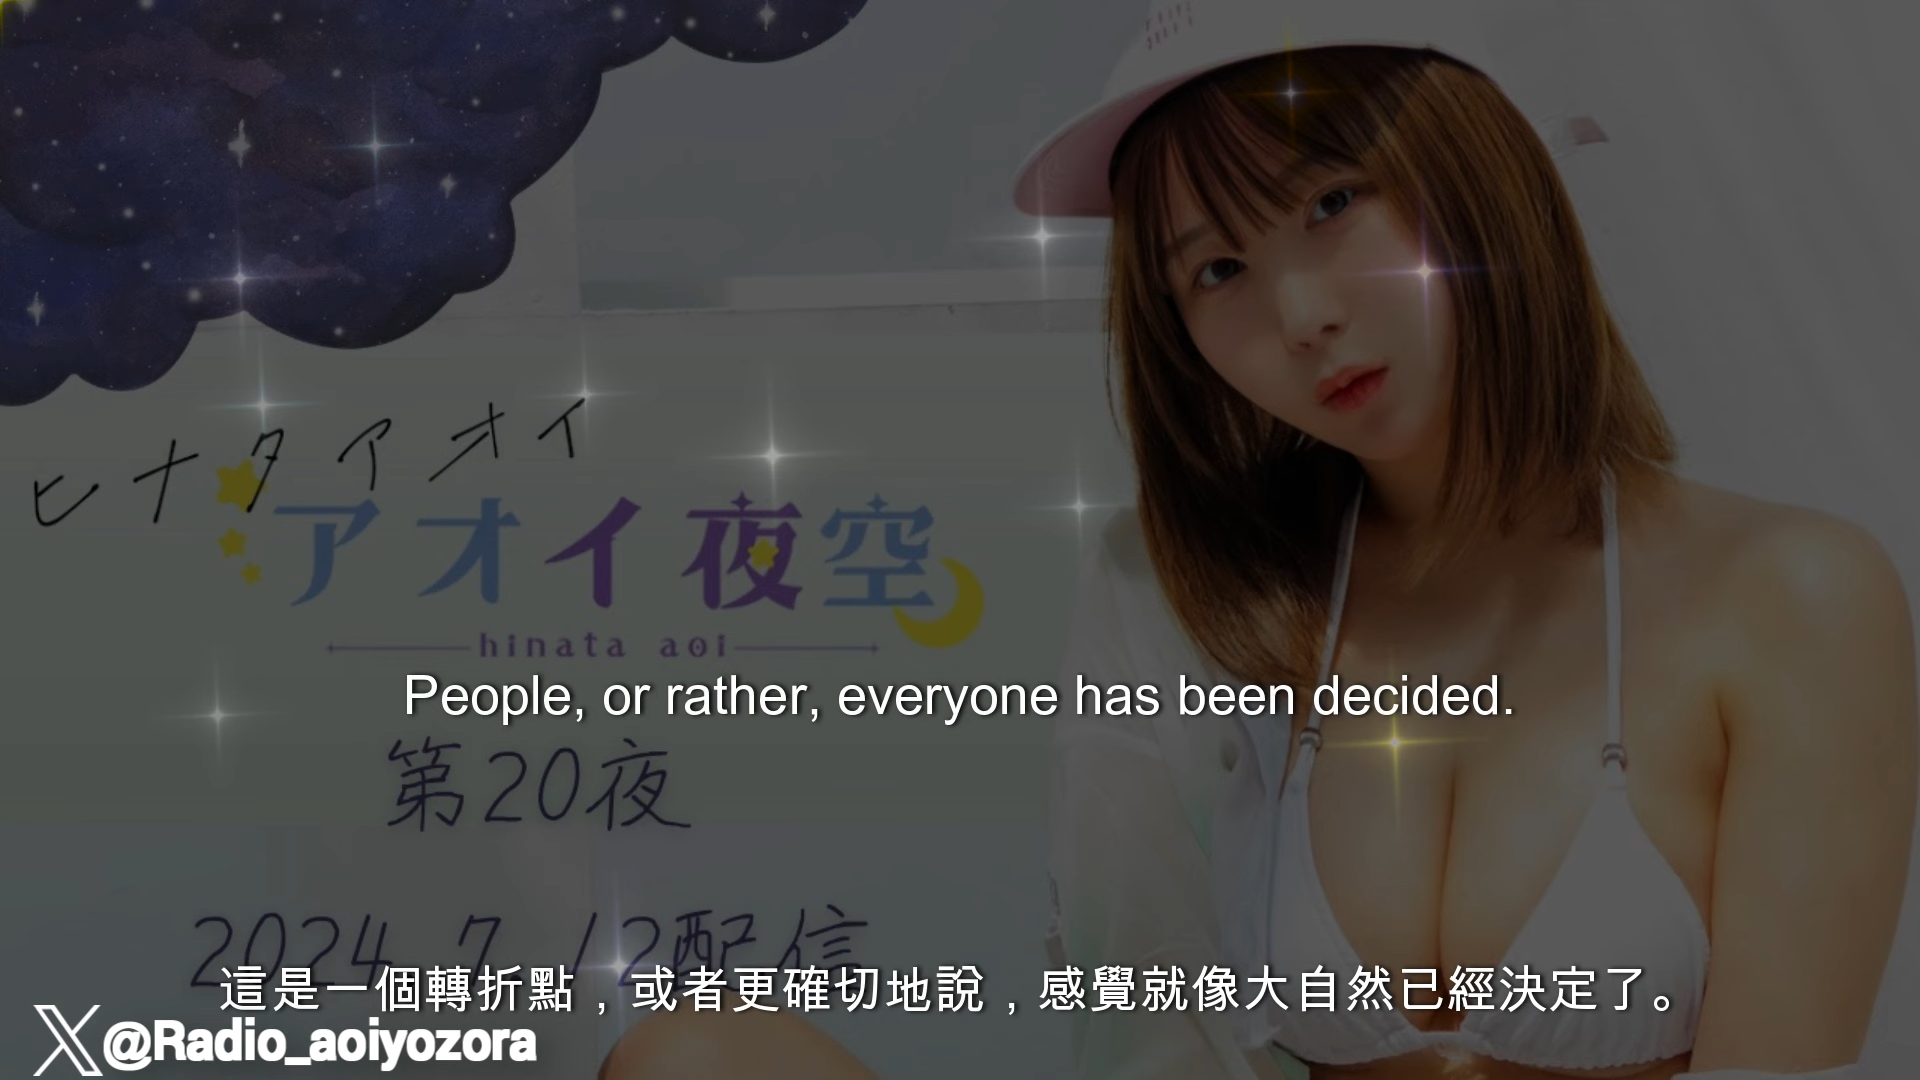 ヒナタアオイ
アオイ夜空
hinata aoi
People, or rather, everyone has been decided.
第20夜
2024.7.12配信
這是一個轉折點，或者更確切地說，感覺就像大自然已經決定了。
X@Radio_aoiyozora